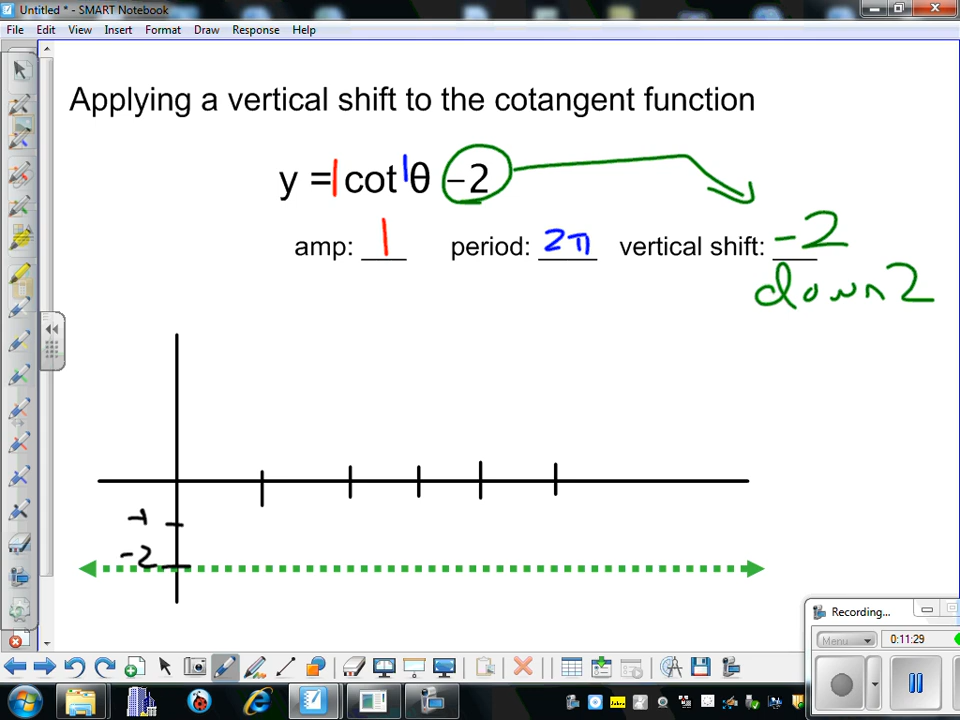 Untitled * - SMART Notebook
File Edit View Insert Format Draw Response Help
Applying a vertical shift to the cotangent function
y = 1 cot 1 θ −2
amp: 1 period: 2π vertical shift: -2
down 2
-1
-2
Recording...
Menu
0:11:29